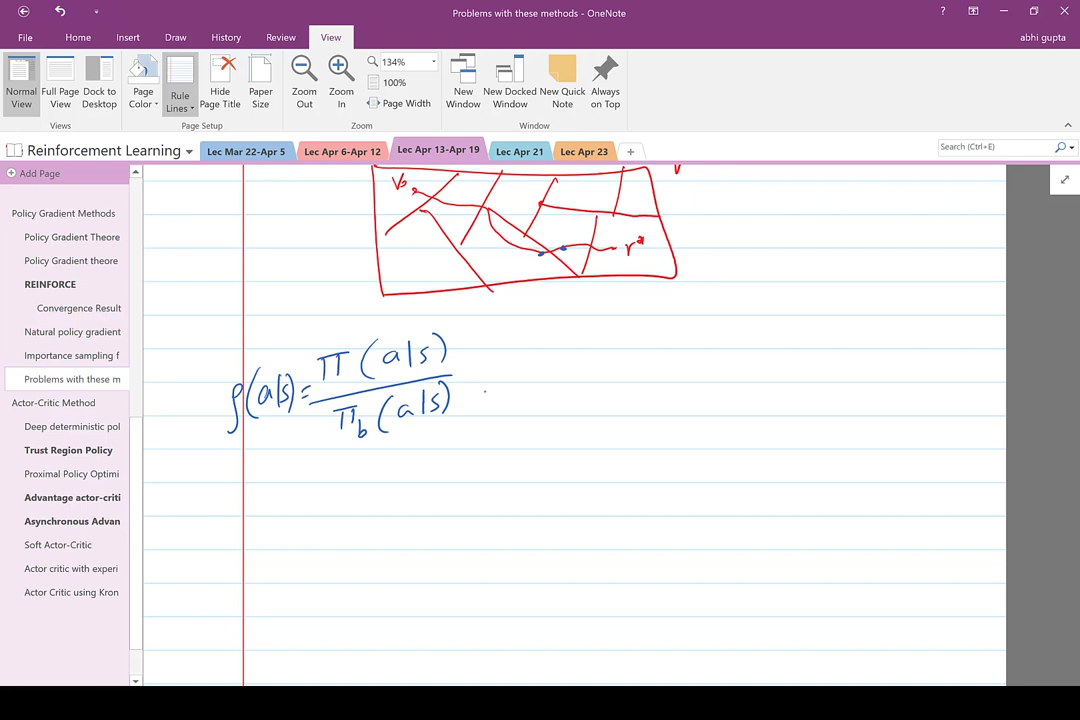 Problems with these methods - OneNote
File Home Insert Draw History Review View abhi gupta
Normal View
Full Page View
Dock to Desktop
Views
Page Color
Rule Lines
Hide Page Title
Paper Size
Page Setup
Zoom Out
Zoom In
134%
100%
Page Width
Zoom
New Window
New Docked Window
New Quick Note
Always on Top
Window
Reinforcement Learning
Lec Mar 22-Apr 5
Lec Apr 6-Apr 12
Lec Apr 13-Apr 19
Lec Apr 21
Lec Apr 23
Search (Ctrl+E)
Add Page
Policy Gradient Methods
Policy Gradient Theore
Policy Gradient theore
REINFORCE
Convergence Result
Natural policy gradient
Importance sampling f
Problems with these m
Actor-Critic Method
Deep deterministic pol
Trust Region Policy
Proximal Policy Optimi
Advantage actor-criti
Asynchronous Advan
Soft Actor-Critic
Actor critic with experi
Actor Critic using Kron
ρ(a|s) = π(a|s) / π_b(a|s)